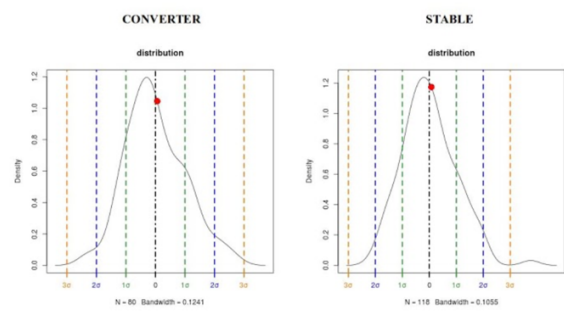 CONVERTER
STABLE
distribution
distribution
Density
1.2
1.0
0.8
0.6
0.4
0.2
0.0
3σ 2σ 1σ 0 1σ 2σ 3σ
N = 80 Bandwidth = 0.1241
Density
1.2
1.0
0.8
0.6
0.4
0.2
0.0
3σ 2σ 1σ 0 1σ 2σ 3σ
N = 118 Bandwidth = 0.1055